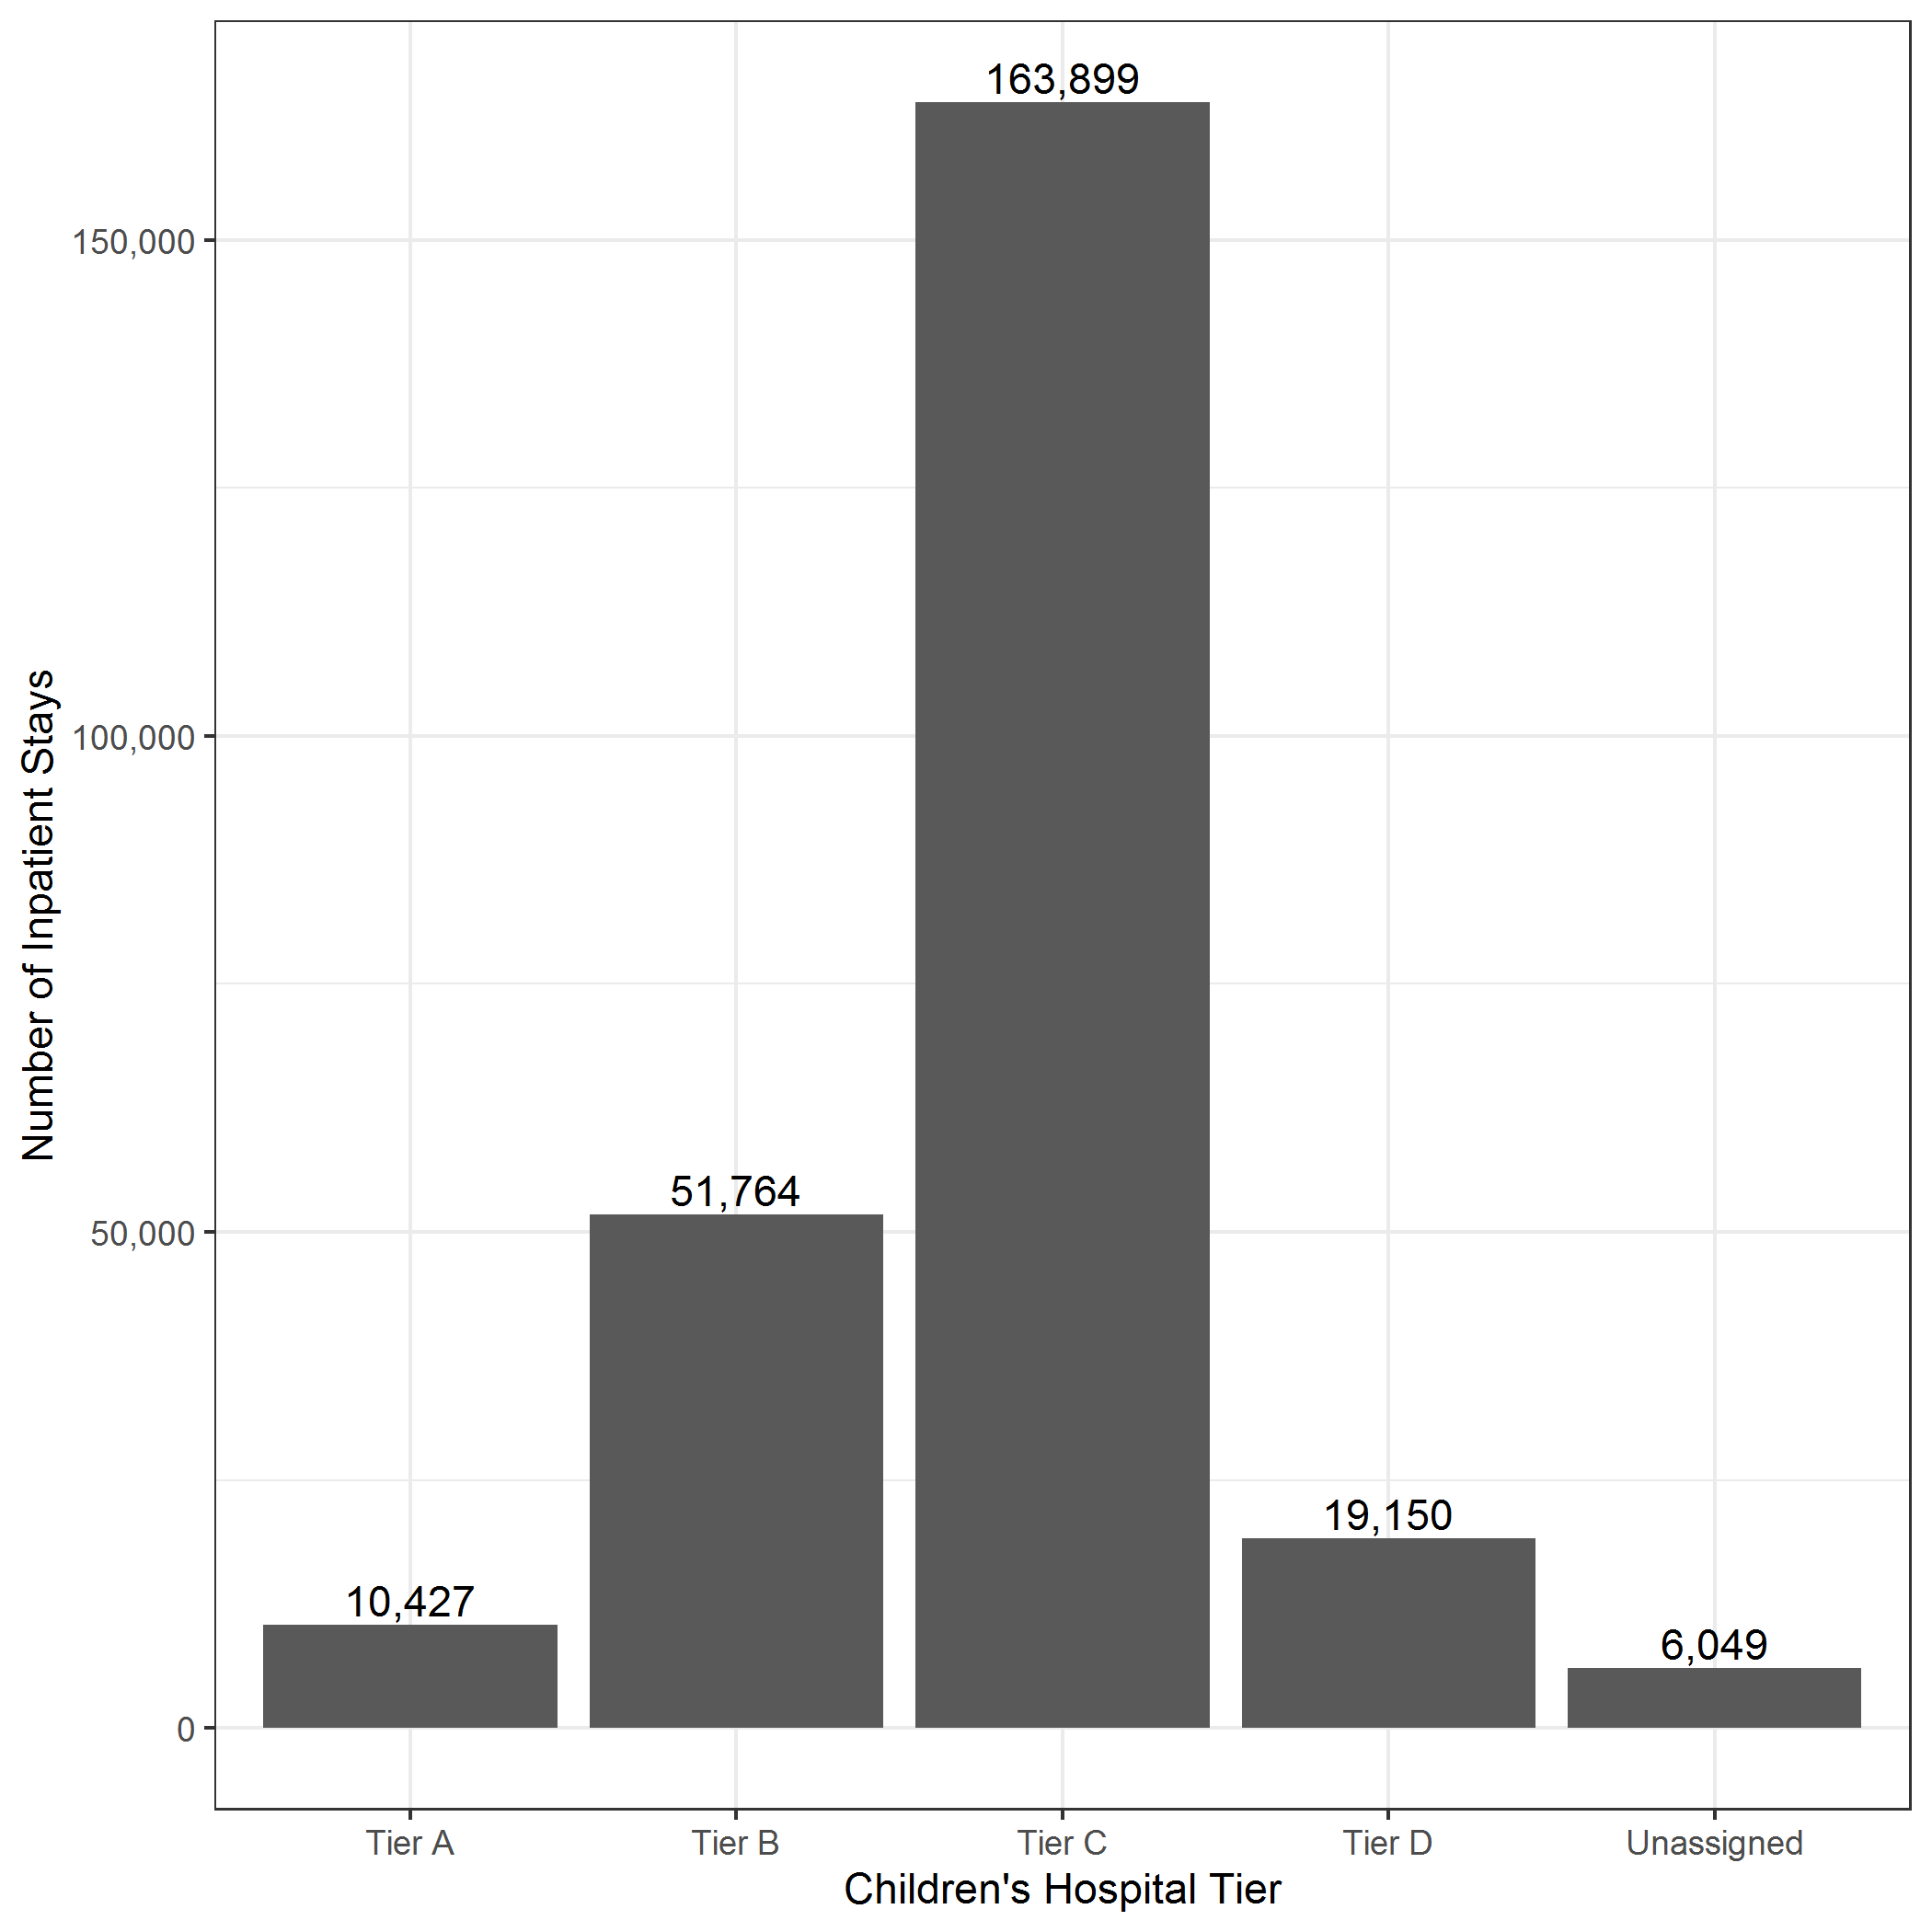 163,899
150,000
100,000
51,764
50,000
19,150
10,427
6,049
0
Number of Inpatient Stays
Tier A
Tier B
Tier C
Tier D
Unassigned
Children's Hospital Tier